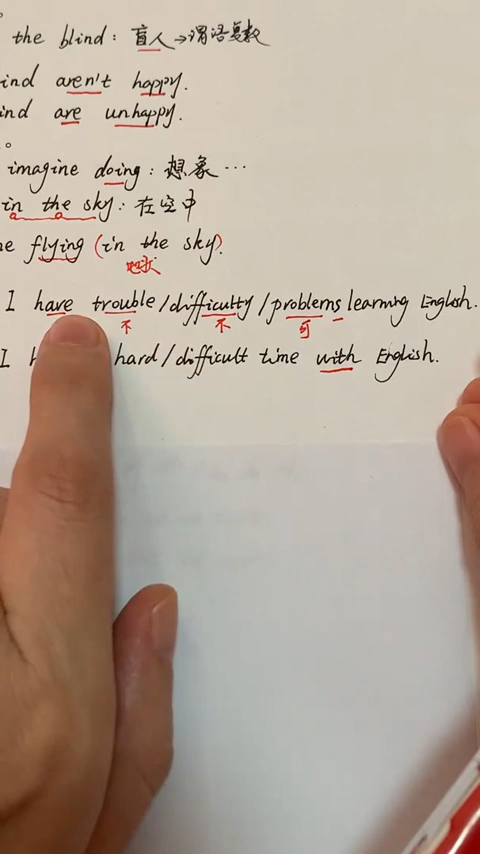 。
the blind: 盲人→谓语复数
ind aren't happy.
ind are unhappy.
。
imagine doing: 想象…
in the sky: 在空中
ne flying (in the sky)
I have trouble/difficulty/problems learning English.
不 不 可
I h hard/difficult time with English.